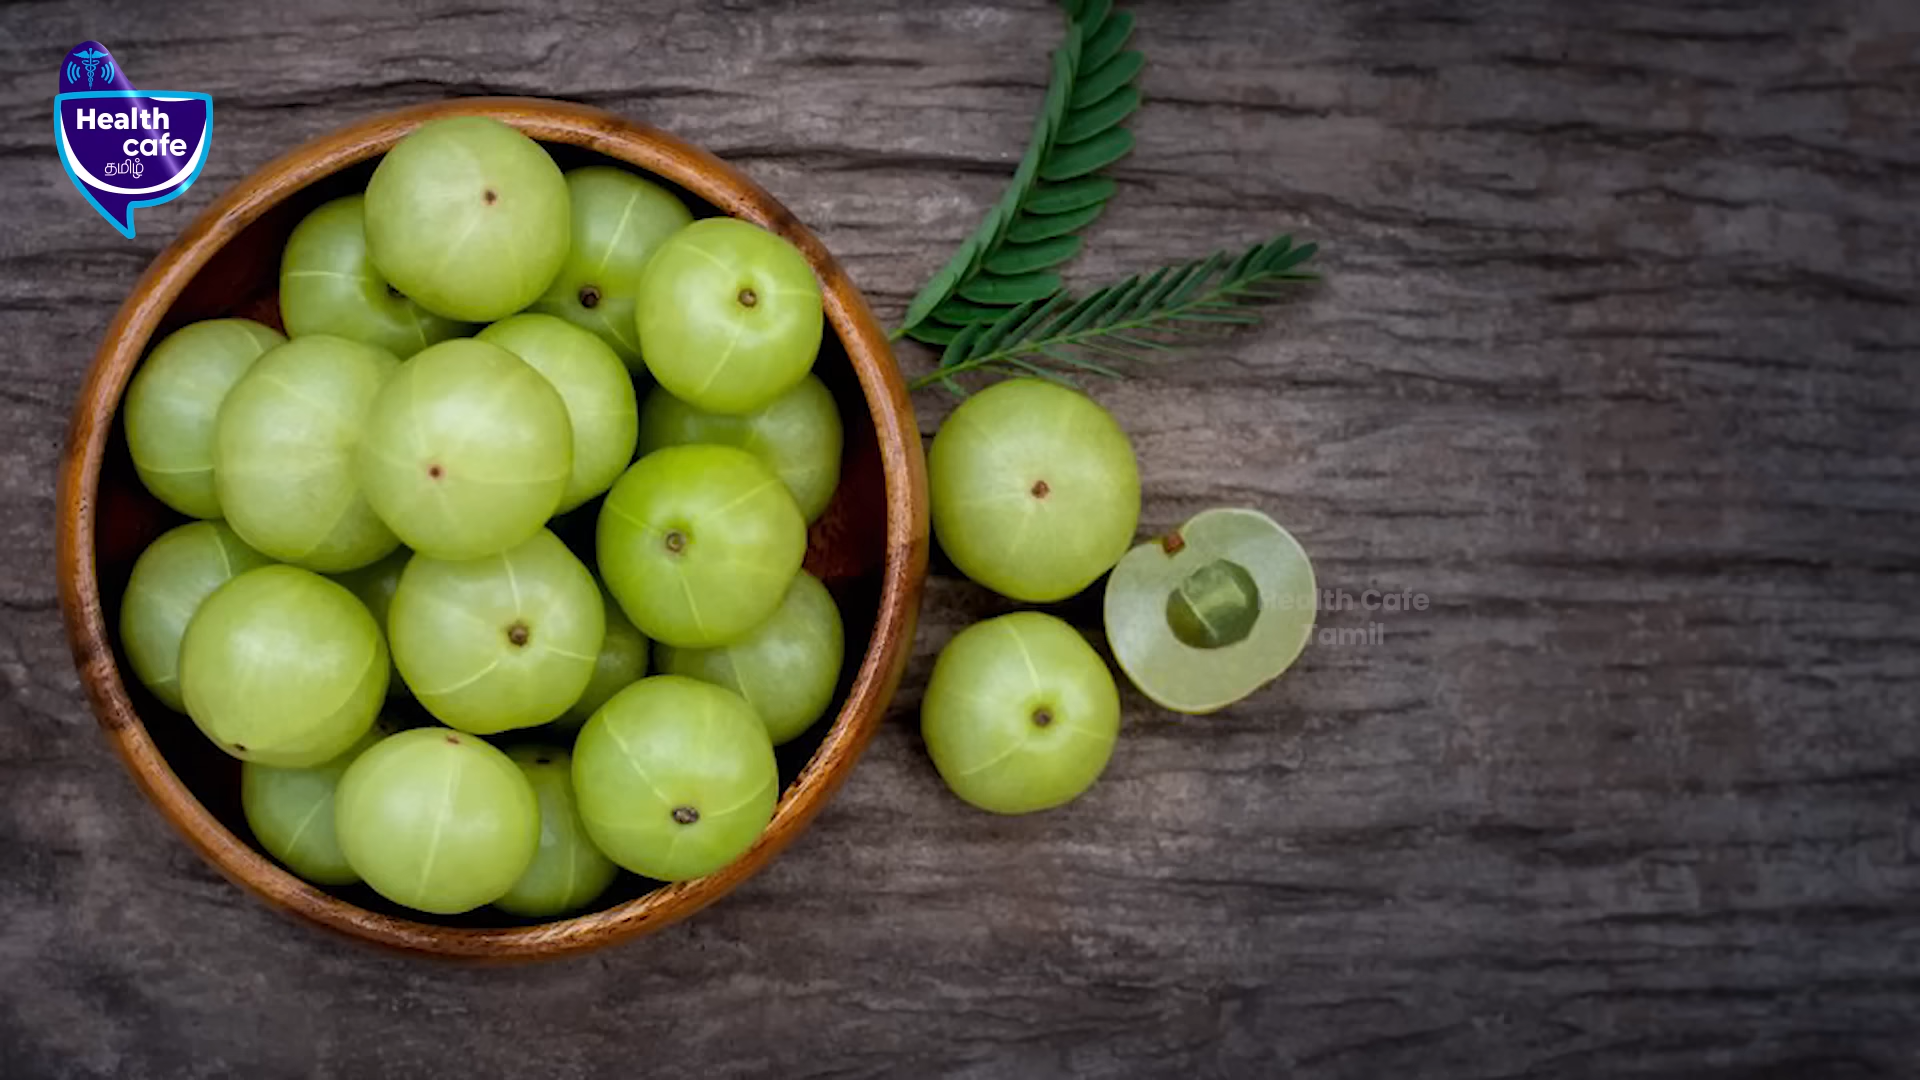 Health
cafe
தமிழ்
Health Cafe
Tamil